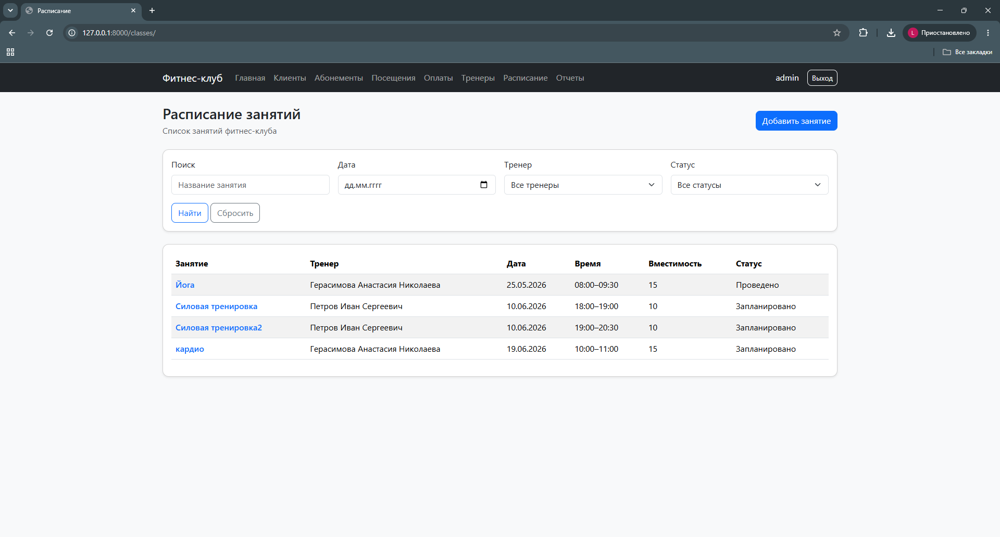 Расписание
127.0.0.1:8000/classes/
L Приостановлено
Все закладки
Фитнес-клуб Главная Клиенты Абонементы Посещения Оплаты Тренеры Расписание Отчеты admin Выход
Расписание занятий
Добавить занятие
Список занятий фитнес-клуба
Поиск Дата Тренер Статус
Название занятия дд.мм.гггг Все тренеры Все статусы
Найти Сбросить
Занятие Тренер Дата Время Вместимость Статус
Йога Герасимова Анастасия Николаева 25.05.2026 08:00–09:30 15 Проведено
Силовая тренировка Петров Иван Сергеевич 10.06.2026 18:00–19:00 10 Запланировано
Силовая тренировка2 Петров Иван Сергеевич 10.06.2026 19:00–20:30 10 Запланировано
кардио Герасимова Анастасия Николаева 19.06.2026 10:00–11:00 15 Запланировано